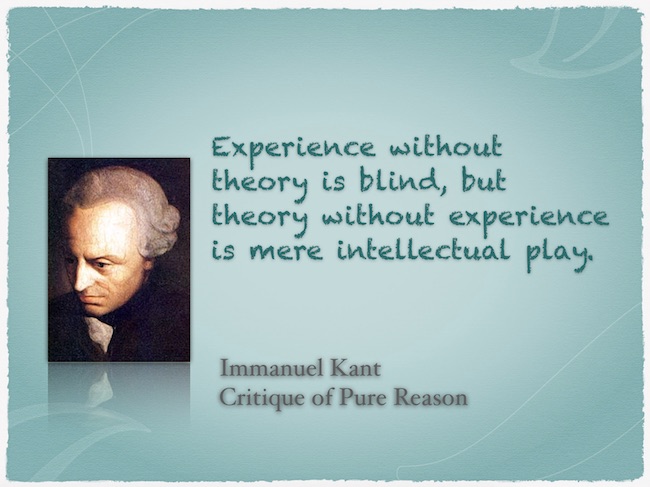 Experience without
theory is blind, but
theory without experience
is mere intellectual play.
Immanuel Kant
Critique of Pure Reason